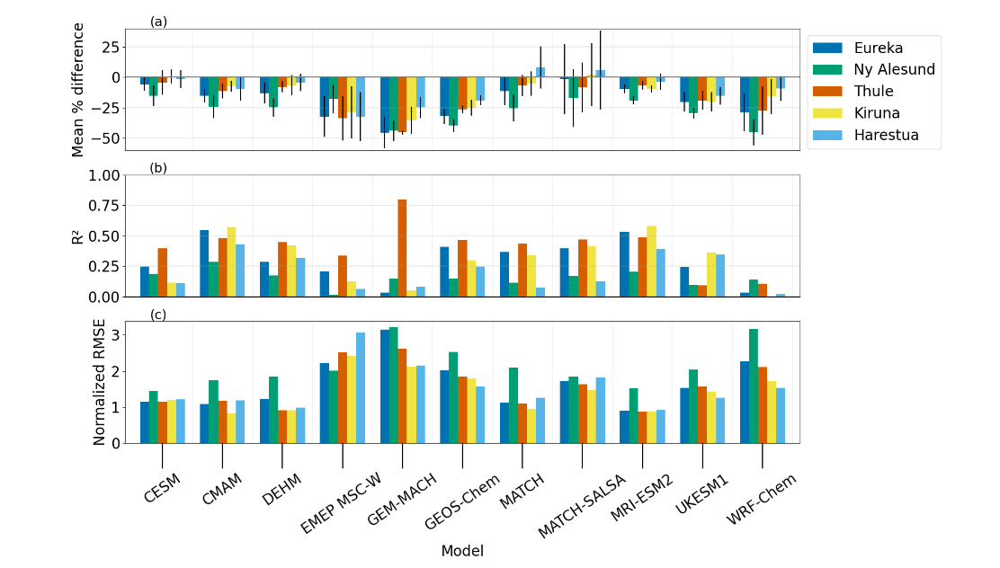 (a)
Mean % difference
25
0
−25
−50
Eureka
Ny Alesund
Thule
Kiruna
Harestua
(b)
R²
1.00
0.75
0.50
0.25
0.00
(c)
Normalized RMSE
3
2
1
0
CESM
CMAM
DEHM
EMEP MSC-W
GEM-MACH
GEOS-Chem
MATCH
MATCH-SALSA
MRI-ESM2
UKESM1
WRF-Chem
Model